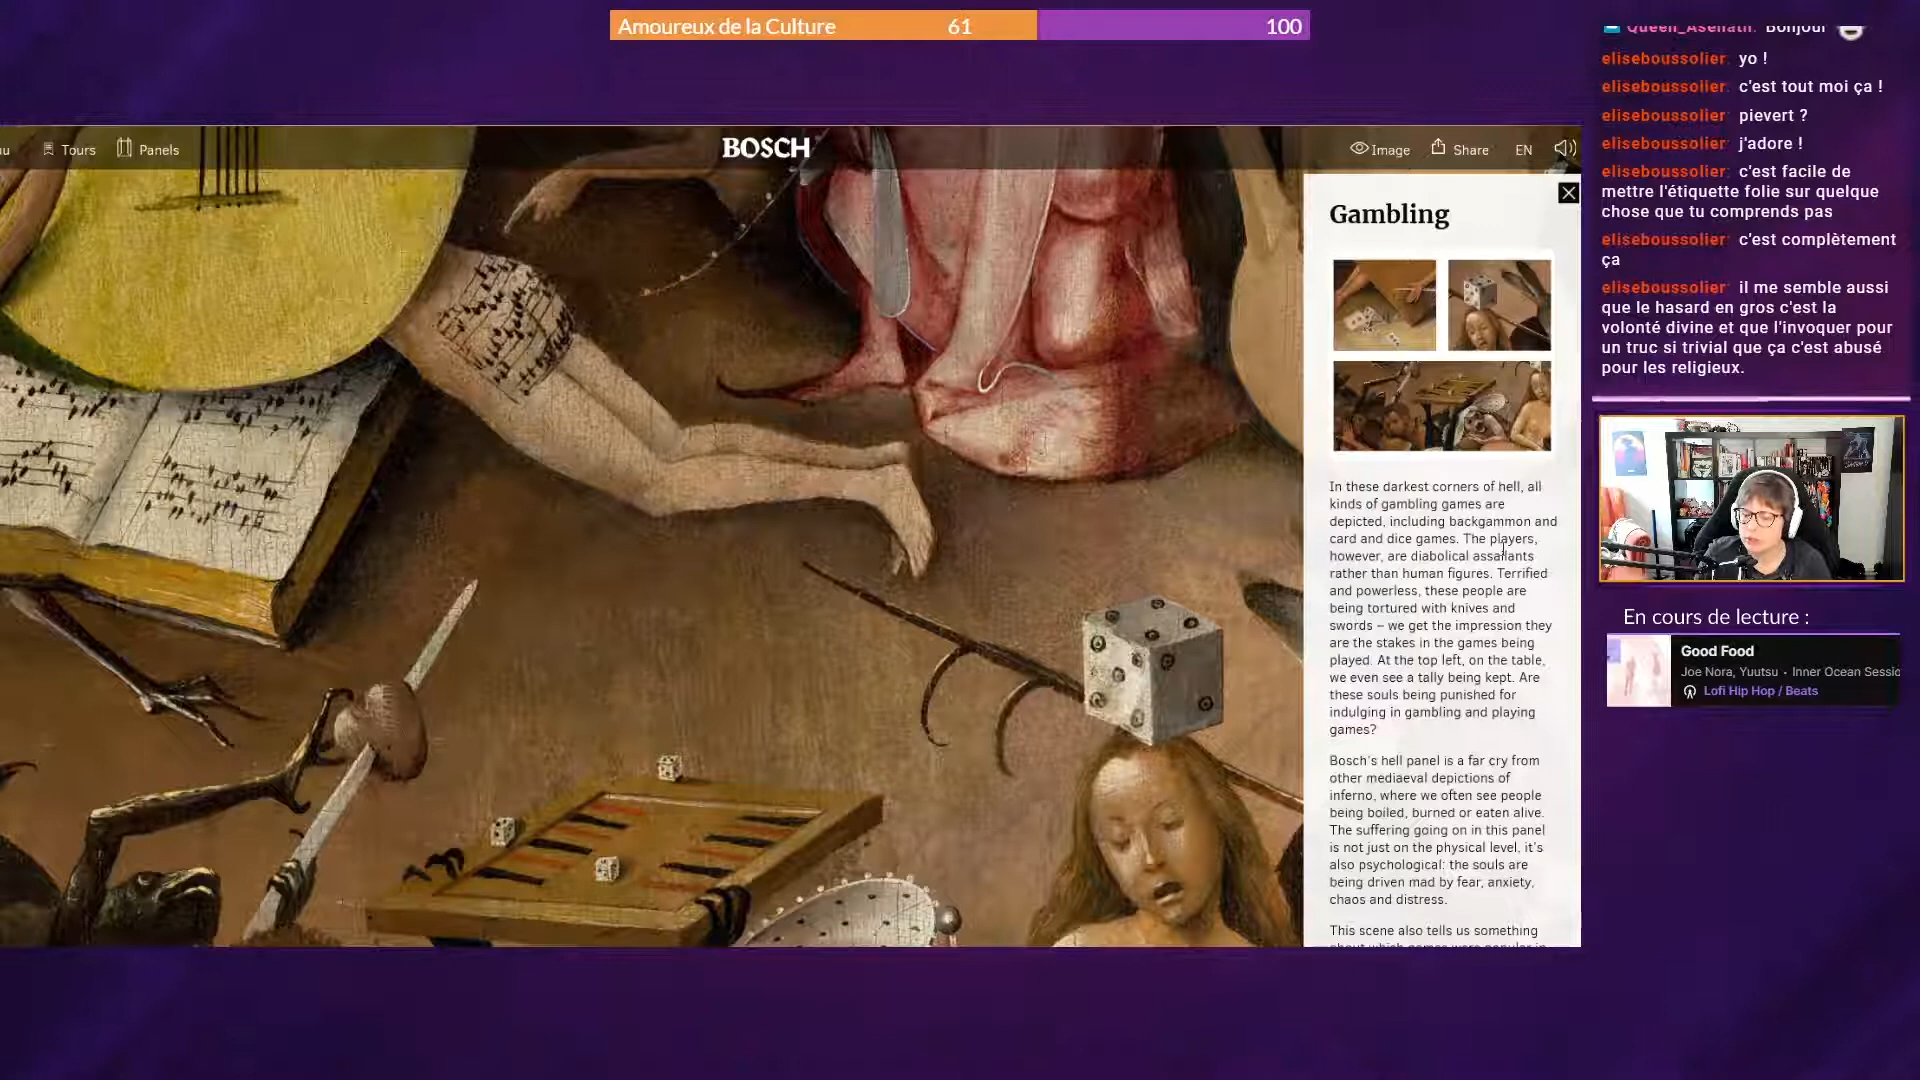 Amoureux de la Culture 61 100
Tours
Panels
BOSCH
Image
Share
EN
Gambling
In these darkest corners of hell, all
kinds of gambling games are
depicted, including backgammon and
card and dice games. The players,
however, are diabolical assailants
rather than human figures. Terrified
and powerless, these people are
being tortured with knives and
swords – we get the impression they
are the stakes in the games being
played. At the top left, on the table,
we even see a tally being kept. Are
these souls being punished for
indulging in gambling and playing
games?
Bosch's hell panel is a far cry from
other mediaeval depictions of
inferno, where we often see people
being boiled, burned or eaten alive.
The suffering going on in this panel
is not just on the physical level, it's
also psychological: the souls are
being driven mad by fear, anxiety,
chaos and distress.
This scene also tells us something
about which games were popular in
Queen_Asenath: Bonjour
eliseboussolier: yo !
eliseboussolier: c'est tout moi ça !
eliseboussolier: pievert ?
eliseboussolier: j'adore !
eliseboussolier: c'est facile de
mettre l'étiquette folie sur quelque
chose que tu comprends pas
eliseboussolier: c'est complètement
ça
eliseboussolier: il me semble aussi
que le hasard en gros c'est la
volonté divine et que l'invoquer pour
un truc si trivial que ça c'est abusé
pour les religieux.
En cours de lecture :
Good Food
Joe Nora, Yuutsu • Inner Ocean Sessio
Lofi Hip Hop / Beats